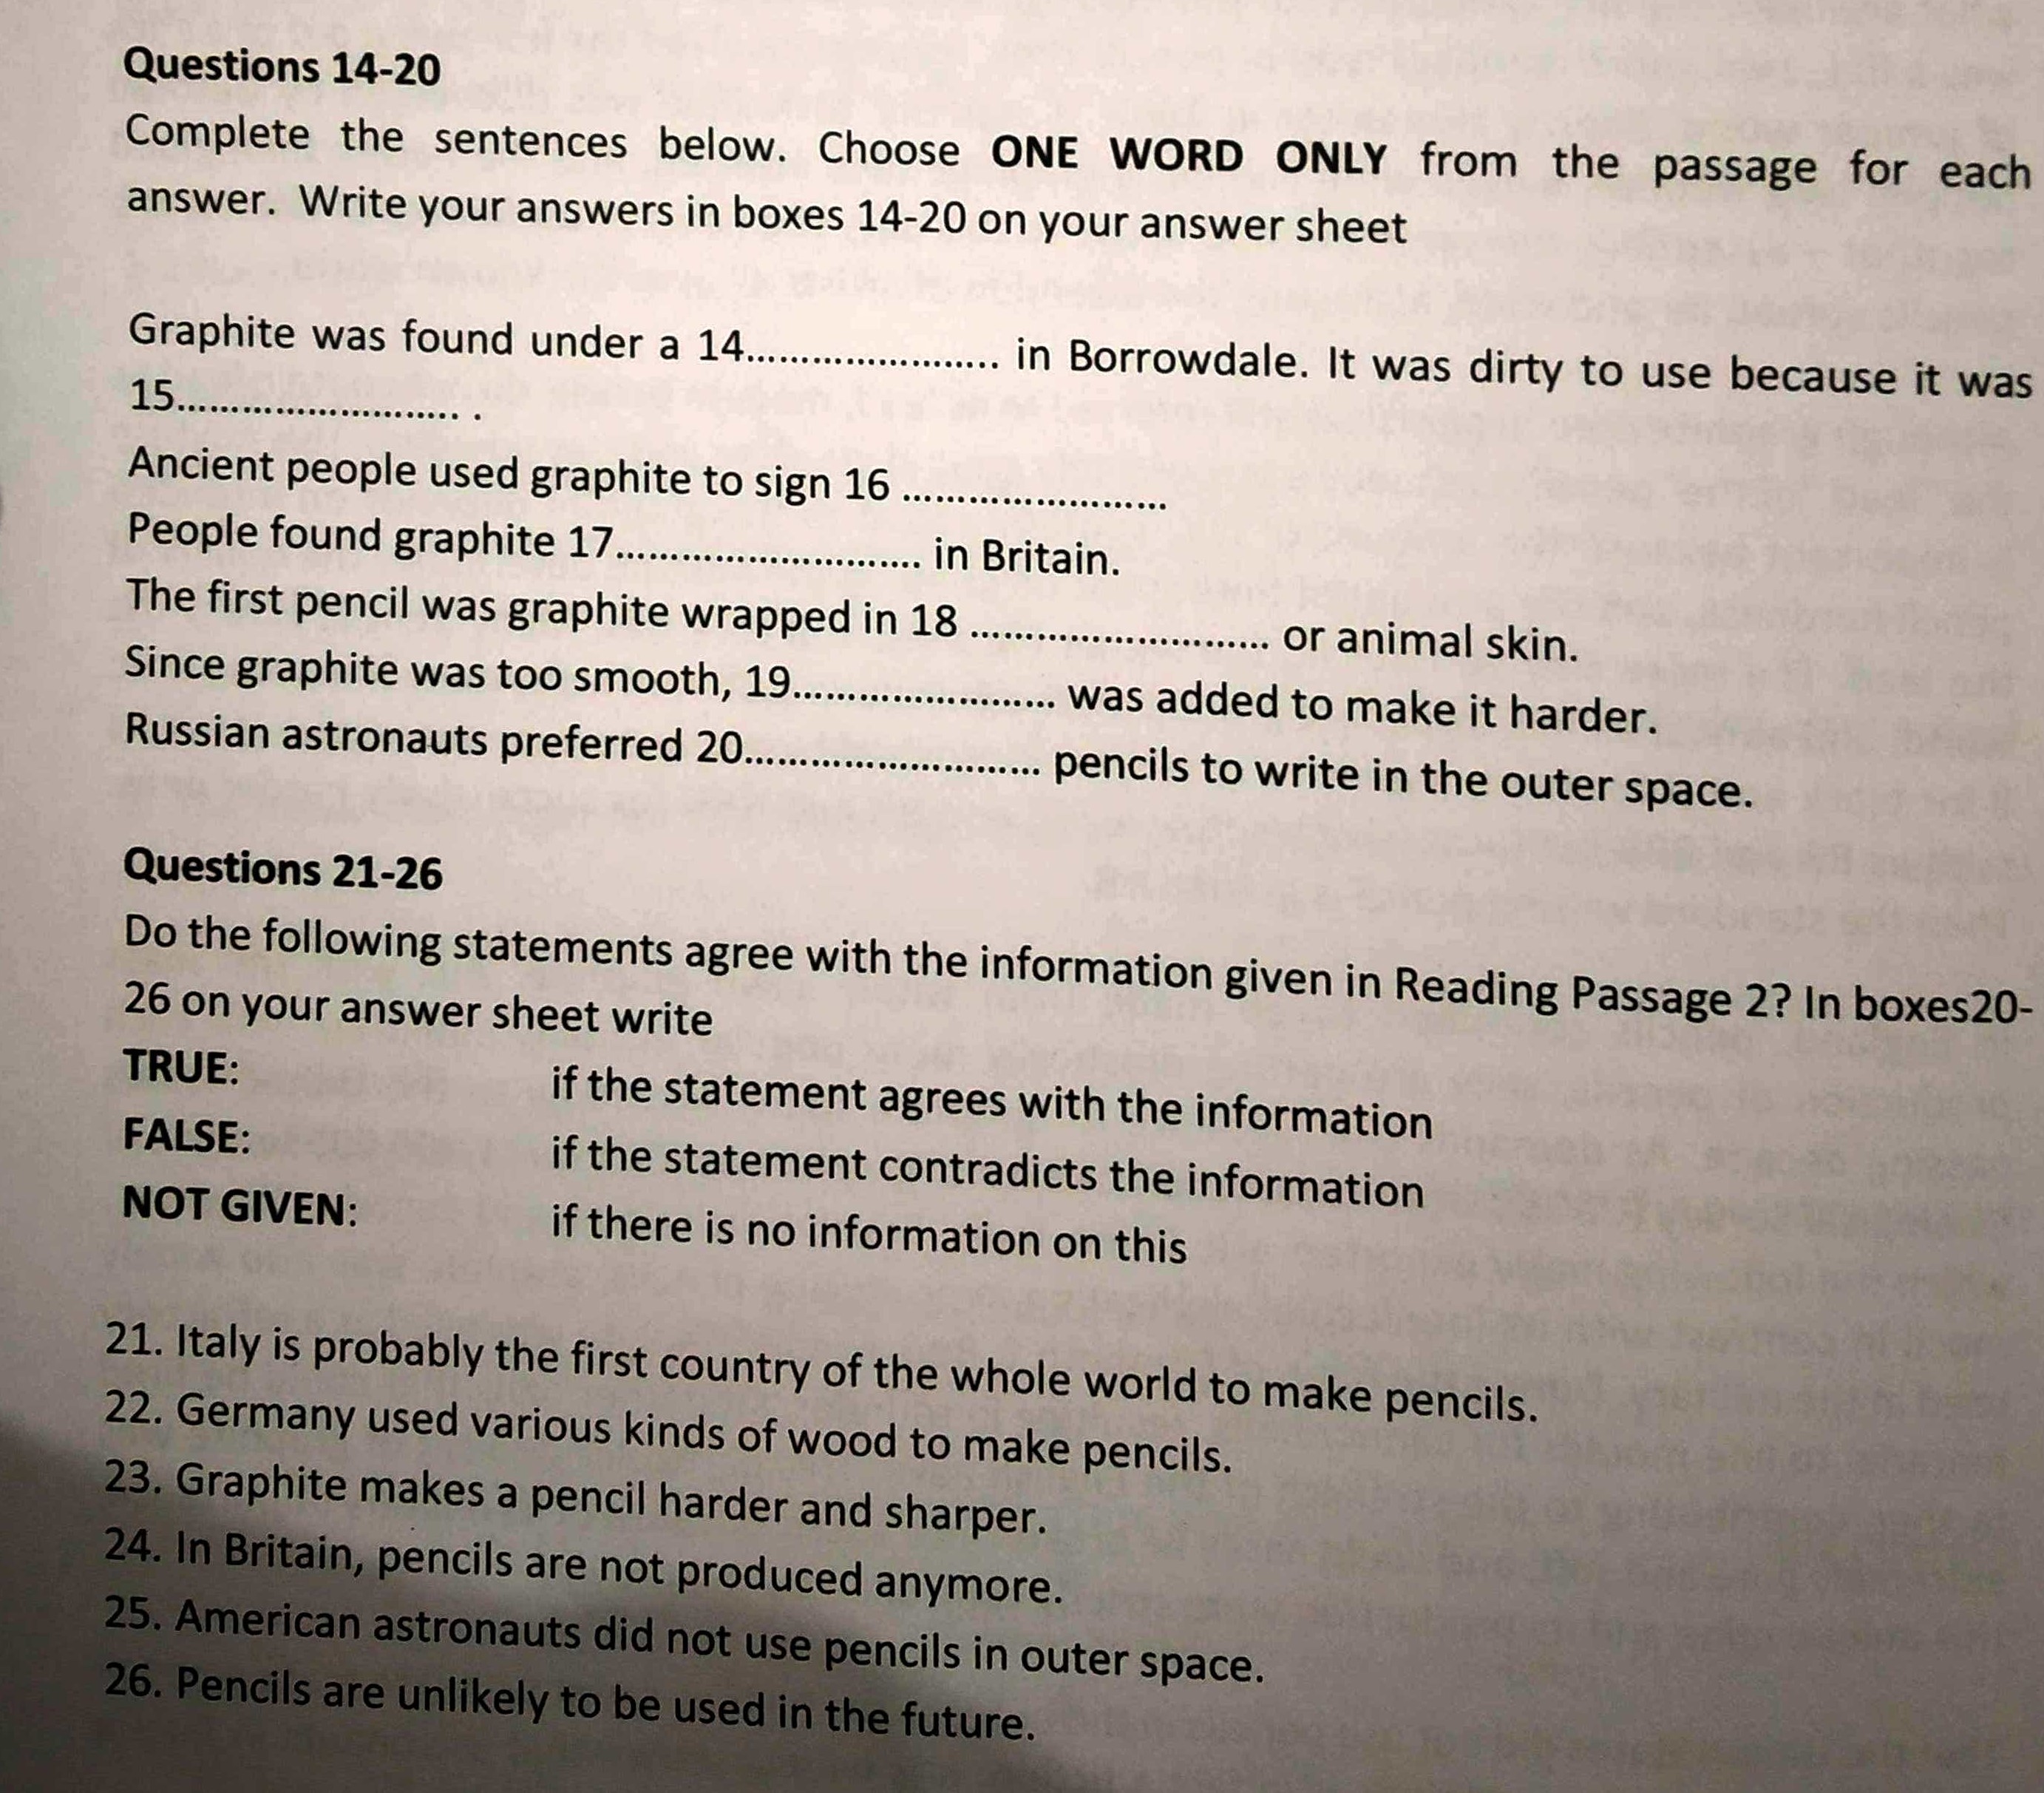 Questions 14-20
Complete the sentences below. Choose ONE WORD ONLY from the passage for each
answer. Write your answers in boxes 14-20 on your answer sheet
Graphite was found under a 14........................ in Borrowdale. It was dirty to use because it was
15.......................... .
Ancient people used graphite to sign 16 ........................
People found graphite 17............................ in Britain.
The first pencil was graphite wrapped in 18 ........................... or animal skin.
Since graphite was too smooth, 19........................ was added to make it harder.
Russian astronauts preferred 20........................... pencils to write in the outer space.
Questions 21-26
Do the following statements agree with the information given in Reading Passage 2? In boxes20-
26 on your answer sheet write
TRUE: if the statement agrees with the information
FALSE: if the statement contradicts the information
NOT GIVEN: if there is no information on this
21. Italy is probably the first country of the whole world to make pencils.
22. Germany used various kinds of wood to make pencils.
23. Graphite makes a pencil harder and sharper.
24. In Britain, pencils are not produced anymore.
25. American astronauts did not use pencils in outer space.
26. Pencils are unlikely to be used in the future.